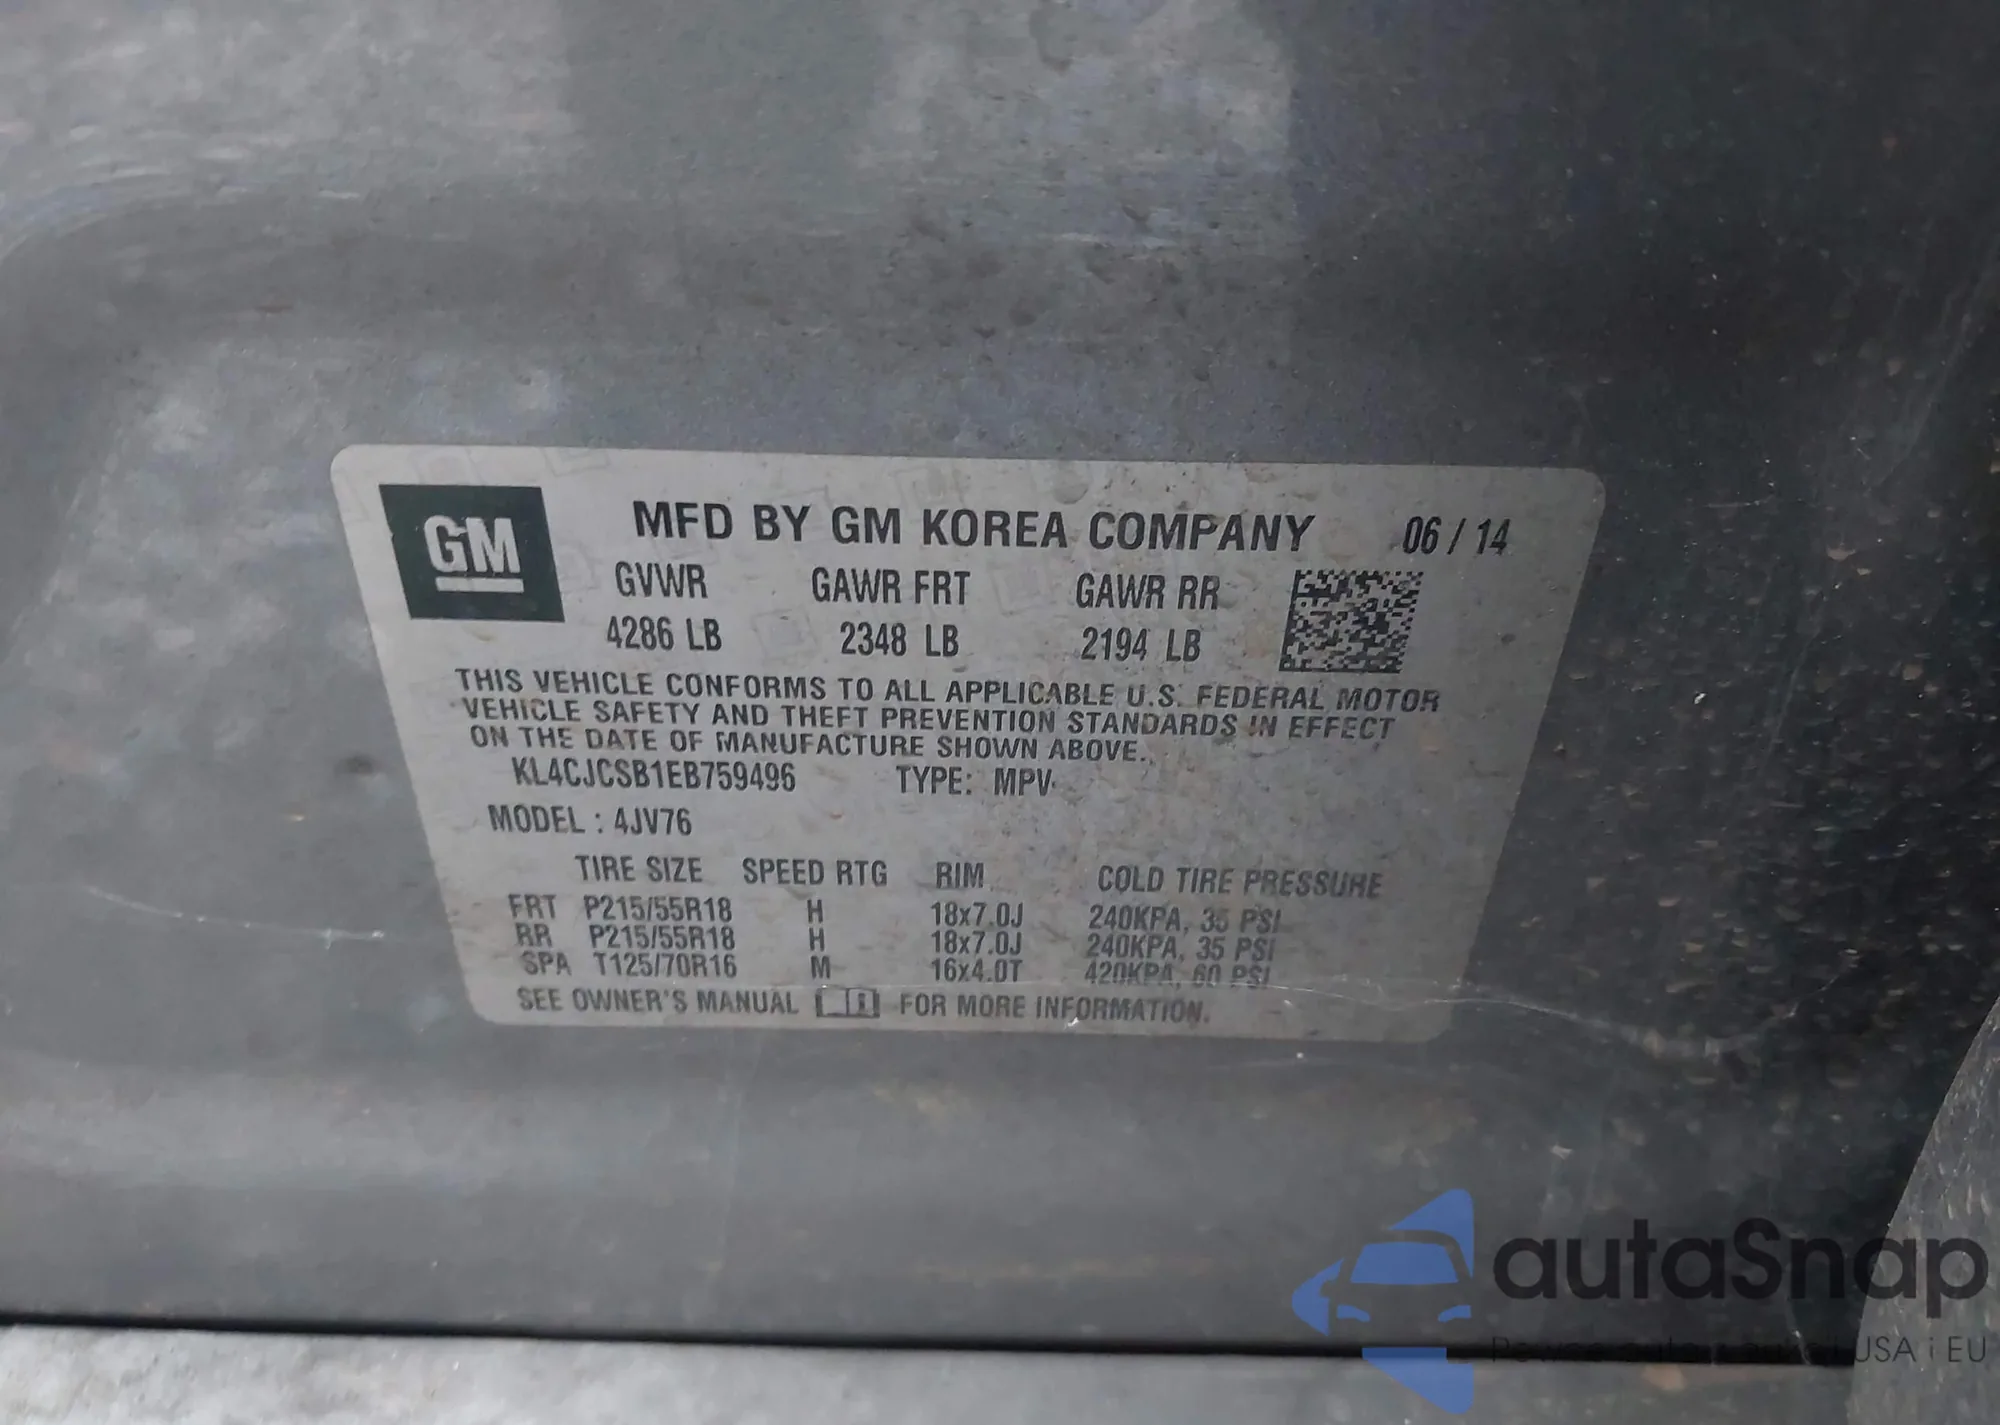 GM
MFD BY GM KOREA COMPANY 06 / 14
GVWR GAWR FRT GAWR RR
4286 LB 2348 LB 2194 LB
THIS VEHICLE CONFORMS TO ALL APPLICABLE U.S. FEDERAL MOTOR
VEHICLE SAFETY AND THEFT PREVENTION STANDARDS IN EFFECT
ON THE DATE OF MANUFACTURE SHOWN ABOVE.
KL4CJCSB1EB759496 TYPE: MPV
MODEL : 4JV76
TIRE SIZE SPEED RTG RIM COLD TIRE PRESSURE
FRT P215/55R18 H 18x7.0J 240KPA, 35 PSI
RR P215/55R18 H 18x7.0J 240KPA, 35 PSI
SPA T125/70R16 M 16x4.0T 420KPA, 60 PSI
SEE OWNER'S MANUAL FOR MORE INFORMATION.
autaSnap
USA i EU